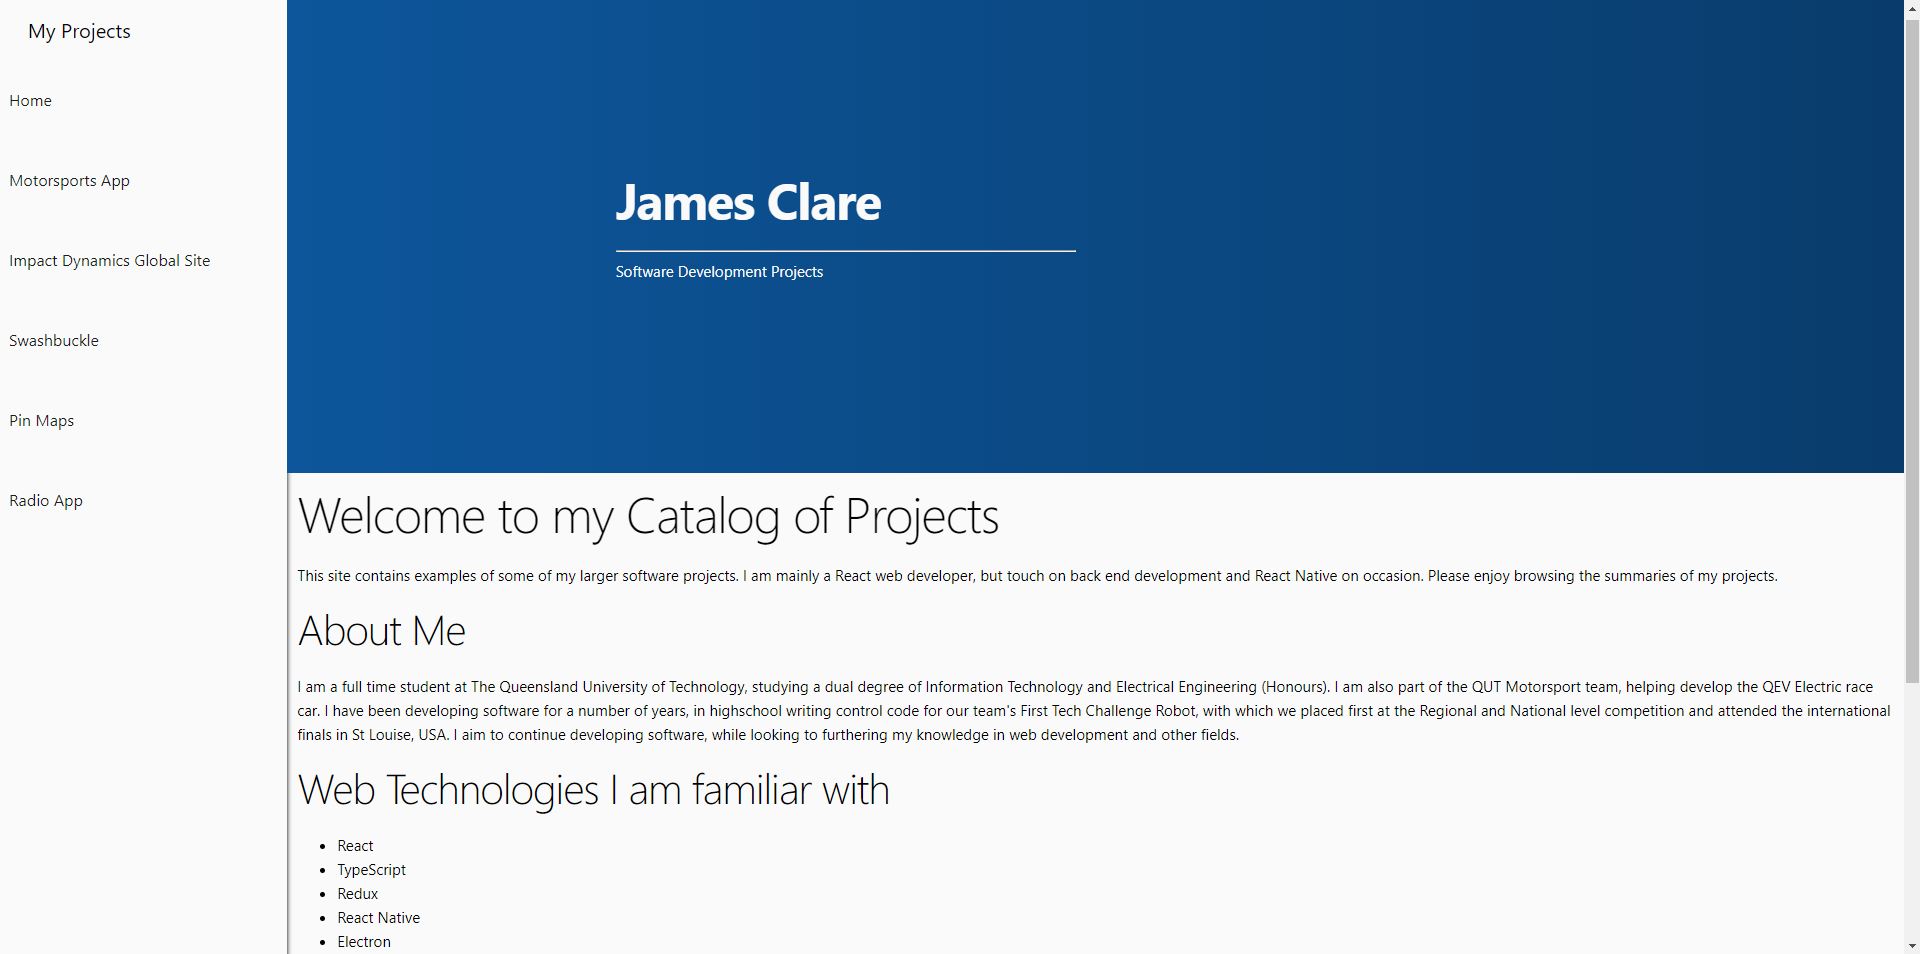 My Projects
Home
Motorsports App
Impact Dynamics Global Site
Swashbuckle
Pin Maps
Radio App
James Clare
Software Development Projects
Welcome to my Catalog of Projects
This site contains examples of some of my larger software projects. I am mainly a React web developer, but touch on back end development and React Native on occasion. Please enjoy browsing the summaries of my projects.
About Me
I am a full time student at The Queensland University of Technology, studying a dual degree of Information Technology and Electrical Engineering (Honours). I am also part of the QUT Motorsport team, helping develop the QEV Electric race
car. I have been developing software for a number of years, in highschool writing control code for our team's First Tech Challenge Robot, with which we placed first at the Regional and National level competition and attended the international
finals in St Louise, USA. I aim to continue developing software, while looking to furthering my knowledge in web development and other fields.
Web Technologies I am familiar with
• React
• TypeScript
• Redux
• React Native
• Electron